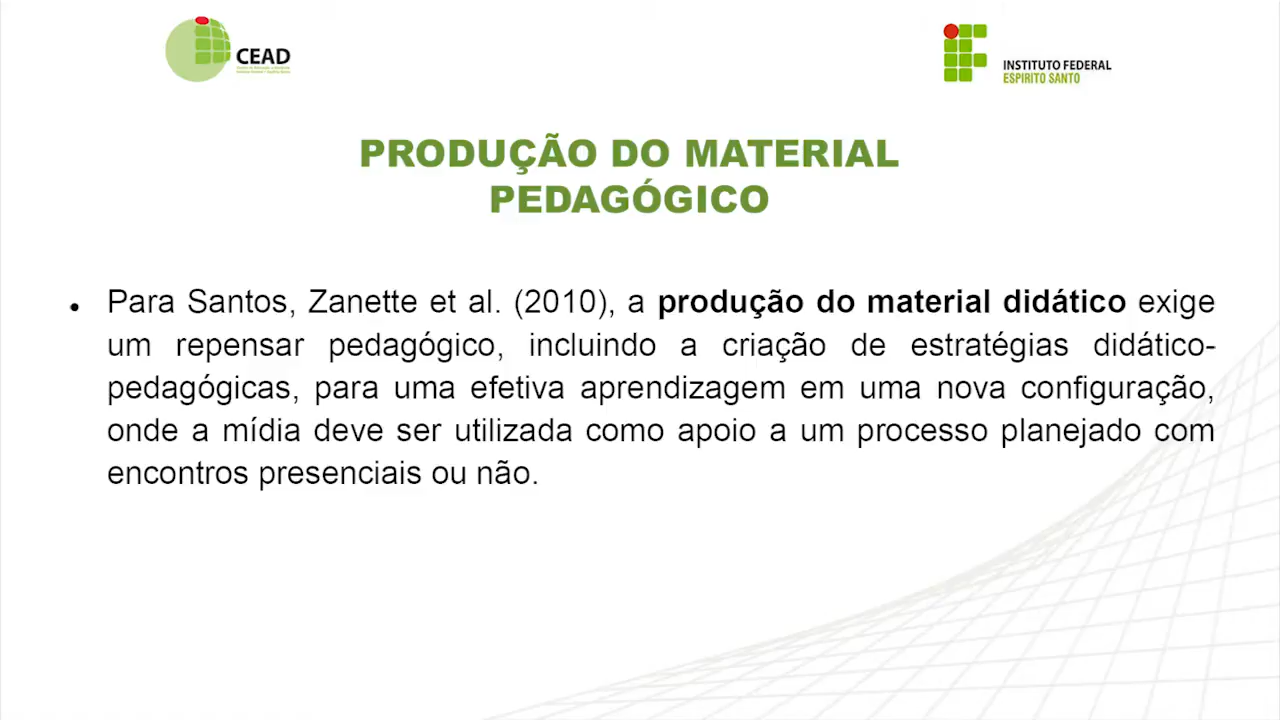 CEAD
INSTITUTO FEDERAL
ESPÍRITO SANTO
PRODUÇÃO DO MATERIAL
PEDAGÓGICO
• Para Santos, Zanette et al. (2010), a produção do material didático exige
um repensar pedagógico, incluindo a criação de estratégias didático-
pedagógicas, para uma efetiva aprendizagem em uma nova configuração,
onde a mídia deve ser utilizada como apoio a um processo planejado com
encontros presenciais ou não.